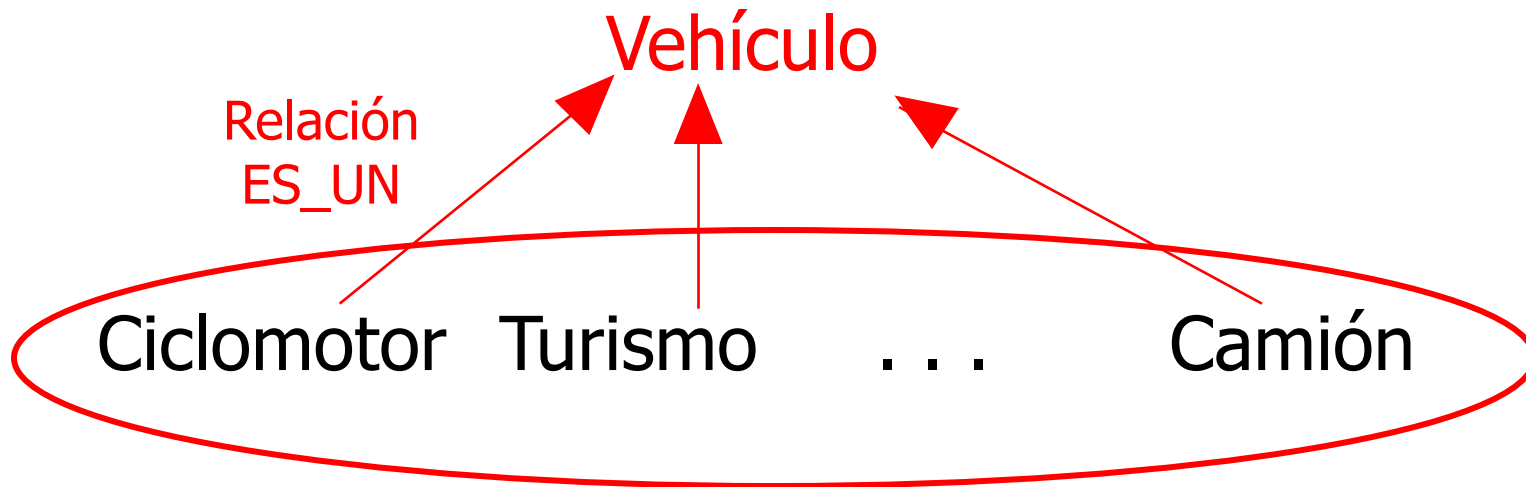 Vehículo
Relación
ES_UN
Ciclomotor Turismo . . . Camión